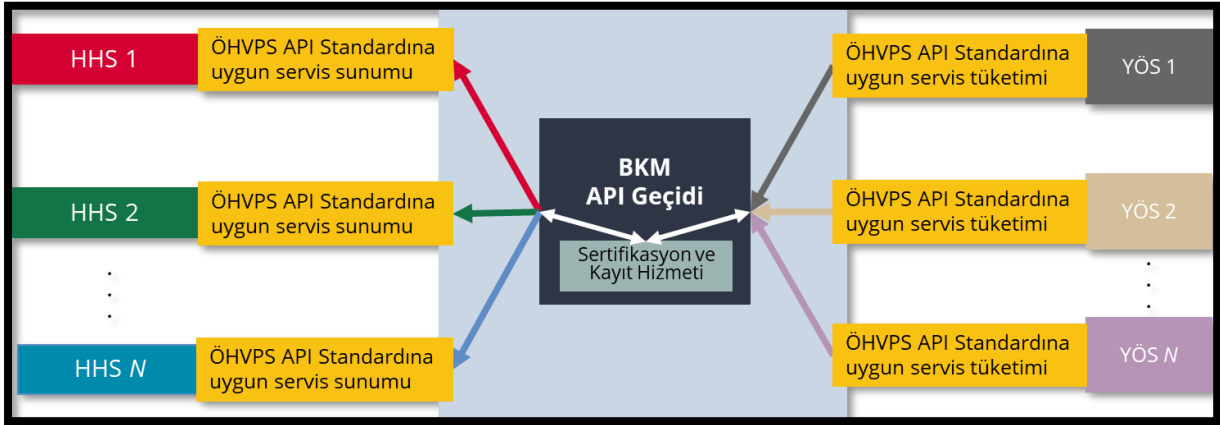 HHS 1
ÖHVPS API Standardına
uygun servis sunumu
HHS 2
ÖHVPS API Standardına
uygun servis sunumu
HHS N
ÖHVPS API Standardına
uygun servis sunumu
BKM
API Geçidi
Sertifikasyon ve
Kayıt Hizmeti
ÖHVPS API Standardına
uygun servis tüketimi
YÖS 1
ÖHVPS API Standardına
uygun servis tüketimi
YÖS 2
ÖHVPS API Standardına
uygun servis tüketimi
YÖS N